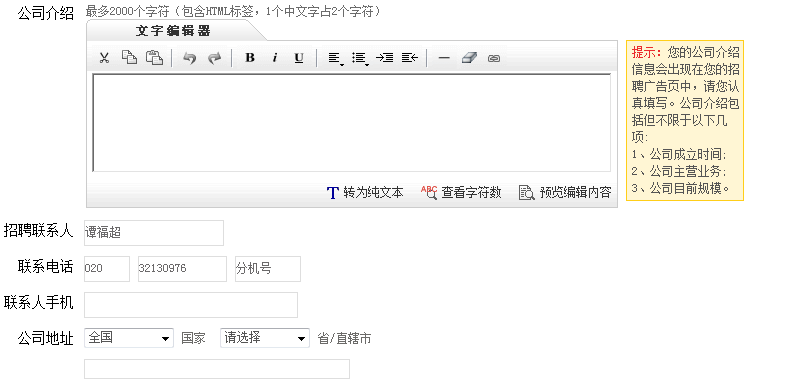 公司介绍 最多2000个字符（包含HTML标签，1个中文字占2个字符）
文字编辑器
B i U
提示：您的公司介绍
信息会出现在您的招
聘广告页中，请您认
真填写。公司介绍包
括但不限于以下几
项:
1、公司成立时间;
2、公司主营业务;
3、公司目前规模。
T 转为纯文本 ABC 查看字符数 预览编辑内容
招聘联系人 谭福超
联系电话 020 32130976 分机号
联系人手机
公司地址 全国 国家 请选择 省/直辖市